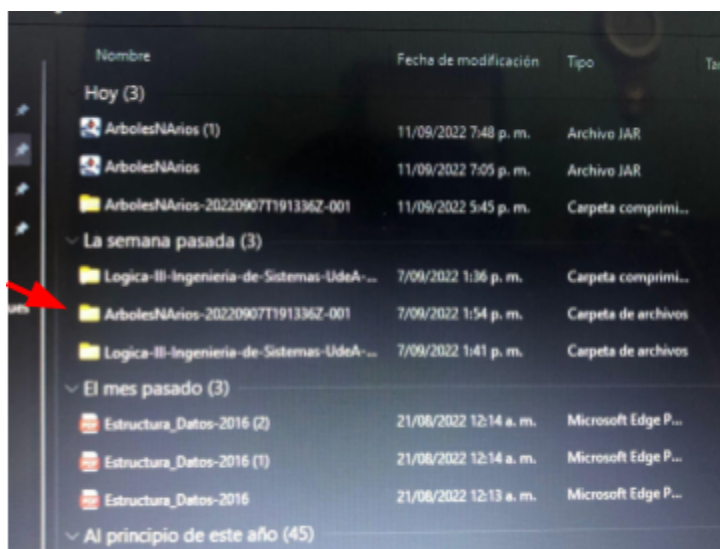 Nombre Fecha de modificación Tipo Ta
Hoy (3)
ArbolesNArios (1) 11/09/2022 7:48 p. m. Archivo JAR
ArbolesNArios 11/09/2022 7:05 p. m. Archivo JAR
ArbolesNArios-20220907T191336Z-001 11/09/2022 5:45 p. m. Carpeta comprimi...
La semana pasada (3)
Logica-III-Ingenieria-de-Sistemas-UdeA-... 7/09/2022 1:36 p. m. Carpeta comprimi...
ques ArbolesNArios-20220907T191336Z-001 7/09/2022 1:54 p. m. Carpeta de archivos
Logica-III-Ingenieria-de-Sistemas-UdeA-... 7/09/2022 1:41 p. m. Carpeta de archivos
El mes pasado (3)
PDF Estructura_Datos-2016 (2) 21/08/2022 12:14 a. m. Microsoft Edge P...
PDF Estructura_Datos-2016 (1) 21/08/2022 12:14 a. m. Microsoft Edge P...
PDF Estructura_Datos-2016 21/08/2022 12:13 a. m. Microsoft Edge P...
Al principio de este año (45)